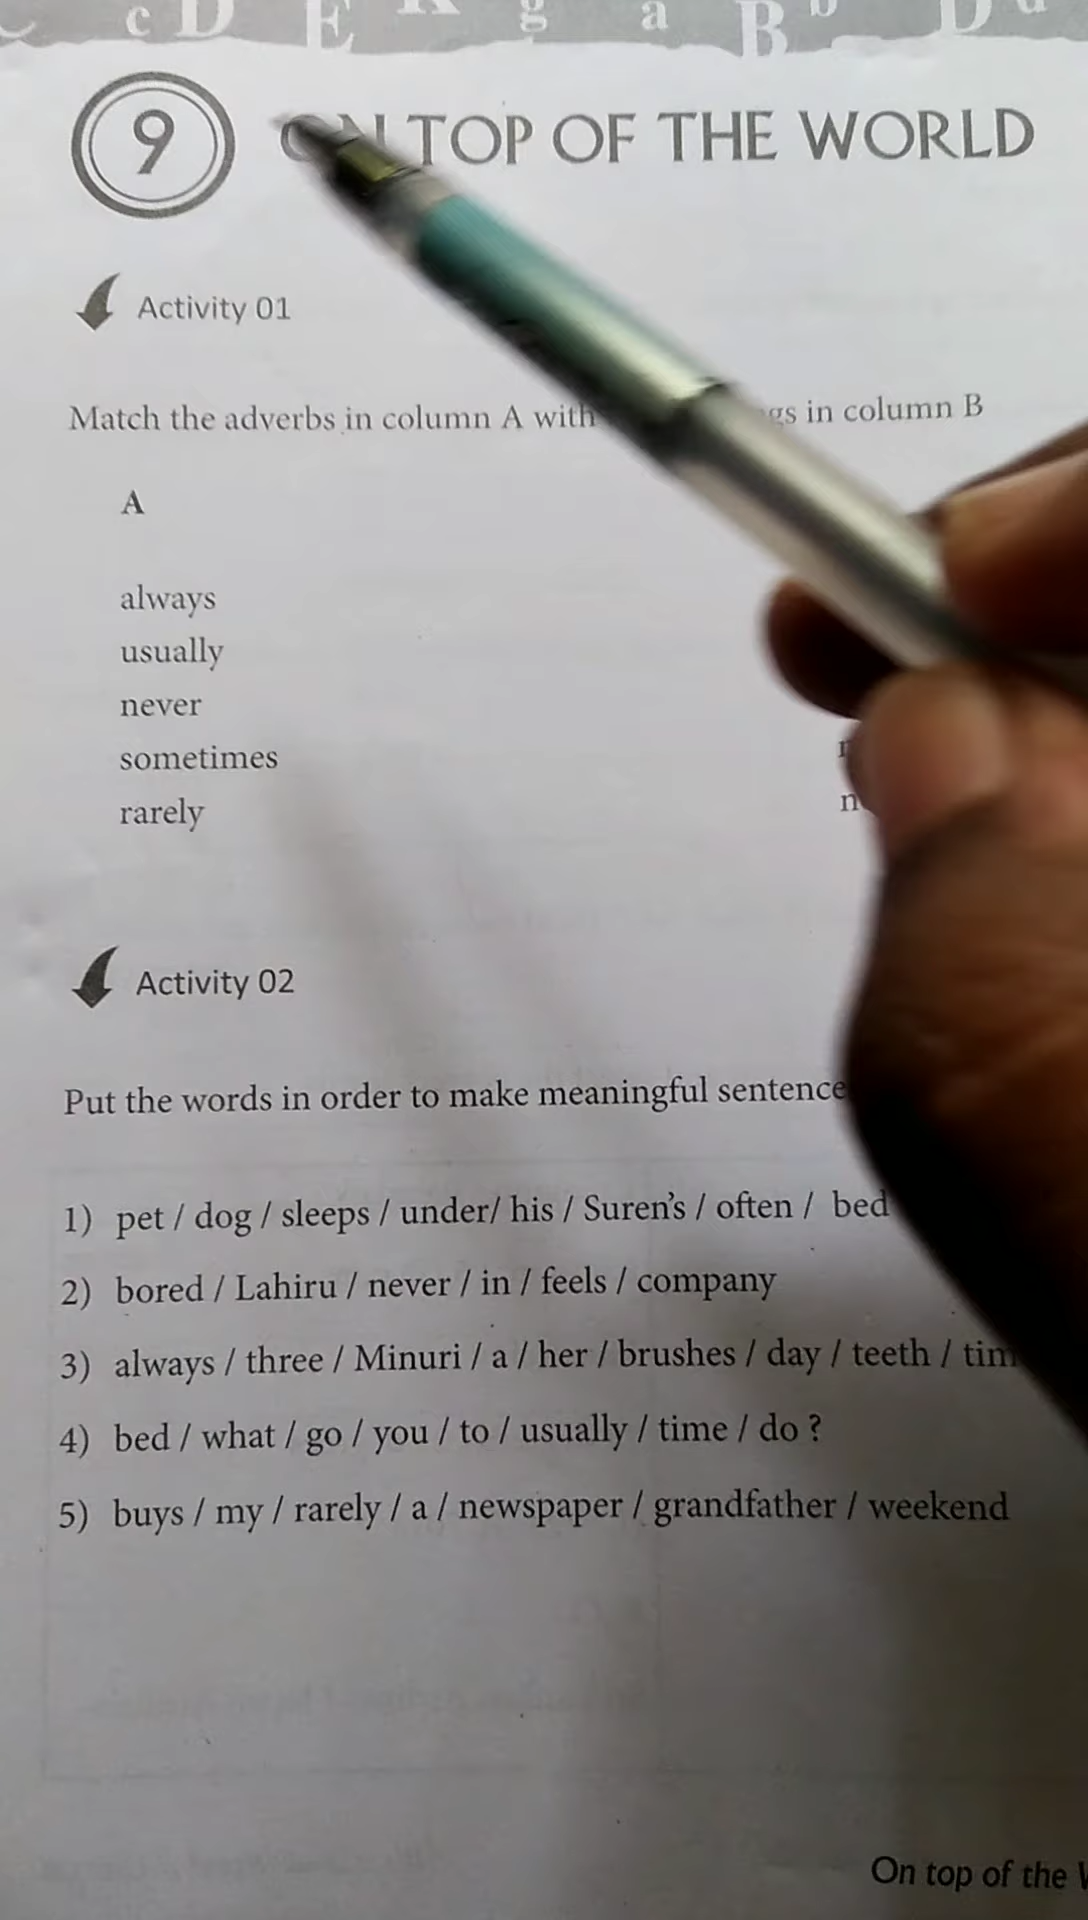 c D E g a B b D
9 TOP OF THE WORLD
Activity 01
Match the adverbs in column A with in column B
A
always
usually
never
sometimes
rarely
Activity 02
Put the words in order to make meaningful
1) pet / dog / sleeps / under/ his / Suren's / often / bed
2) bored / Lahiru / never / in / feels / company
3) always / three / Minuri / a / her / brushes / day / teeth /
4) bed / what / go / you / to / usually / time / do ?
5) buys / my / rarely / a / newspaper / grandfather / weekend
On top of the